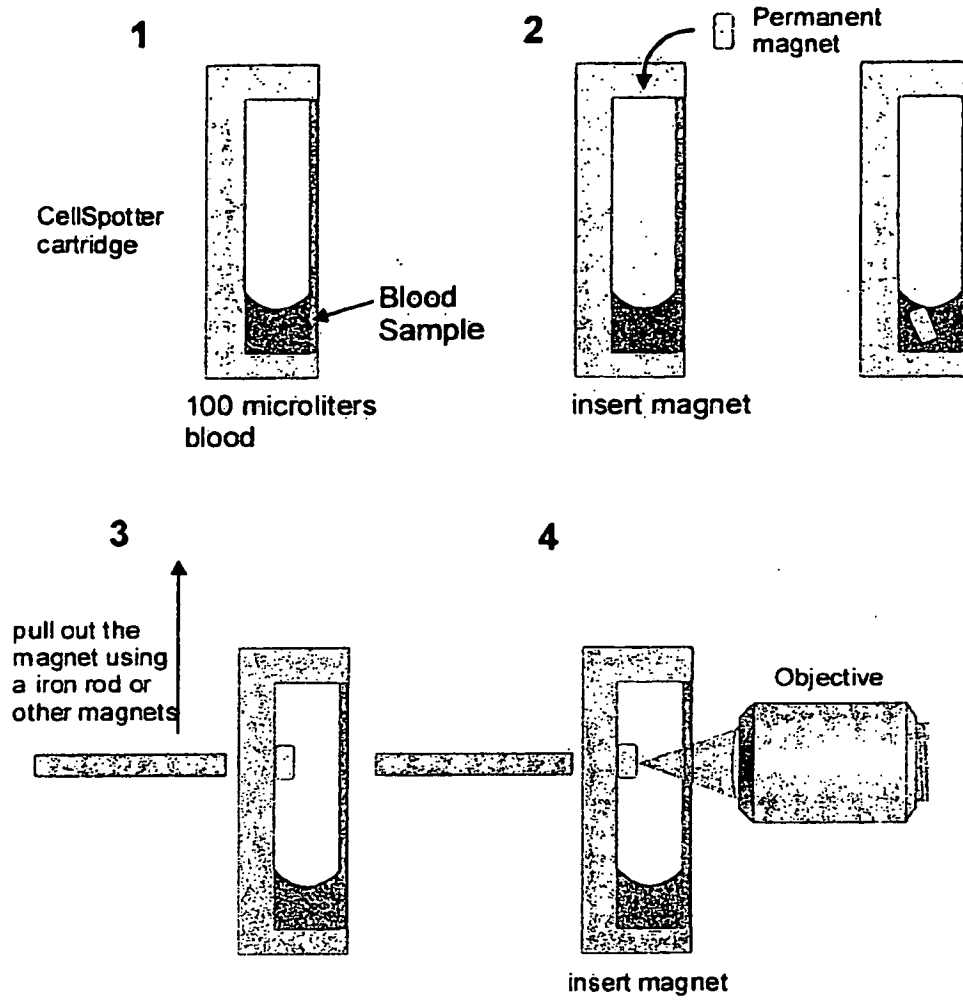 1
2
Permanent
magnet
CellSpotter
cartridge
Blood
Sample
100 microliters
blood
insert magnet
3
4
pull out the
magnet using
a iron rod or
other magnets
Objective
insert magnet